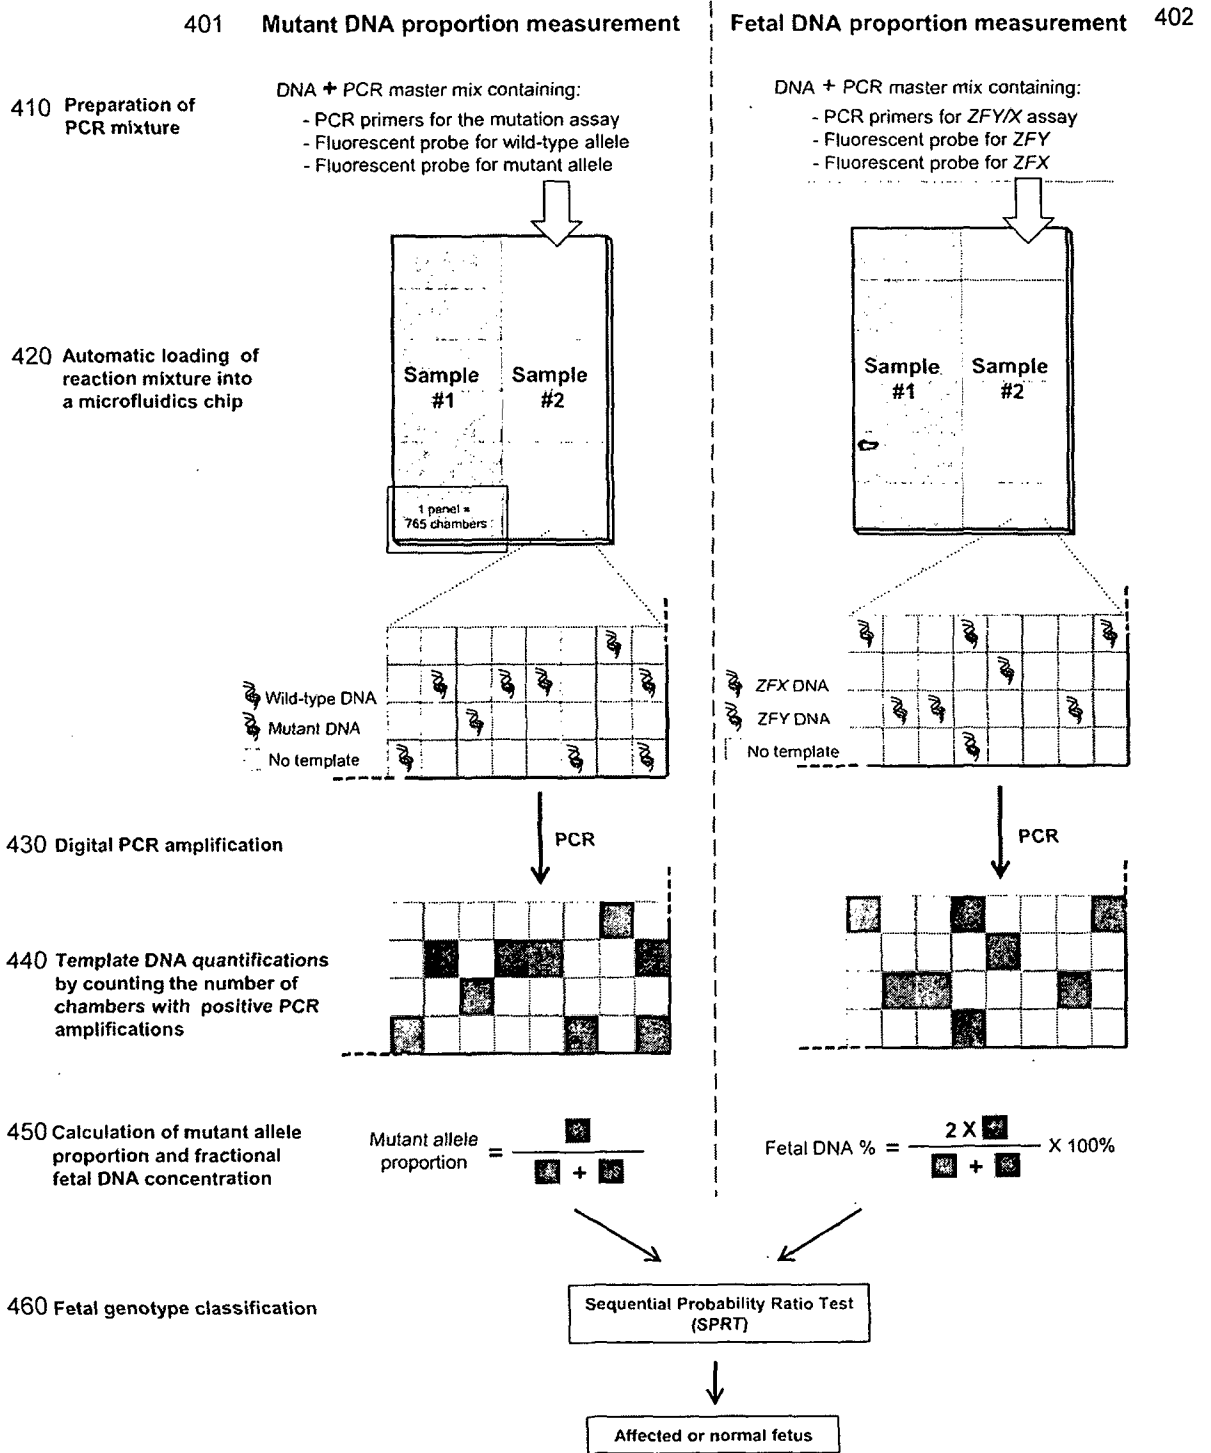 401 Mutant DNA proportion measurement
Fetal DNA proportion measurement 402
410 Preparation of
PCR mixture
DNA + PCR master mix containing:
- PCR primers for the mutation assay
- Fluorescent probe for wild-type allele
- Fluorescent probe for mutant allele
DNA + PCR master mix containing:
- PCR primers for ZFY/X assay
- Fluorescent probe for ZFY
- Fluorescent probe for ZFX
420 Automatic loading of
reaction mixture into
a microfluidics chip
Sample
#1
Sample
#2
1 panel =
765 chambers
Sample
#1
Sample
#2
Wild-type DNA
Mutant DNA
No template
ZFX DNA
ZFY DNA
No template
430 Digital PCR amplification
PCR
PCR
440 Template DNA quantifications
by counting the number of
chambers with positive PCR
amplifications
450 Calculation of mutant allele
proportion and fractional
fetal DNA concentration
Mutant allele
proportion
=
+
Fetal DNA % =
2 X
+
X 100%
460 Fetal genotype classification
Sequential Probability Ratio Test
(SPRT)
Affected or normal fetus